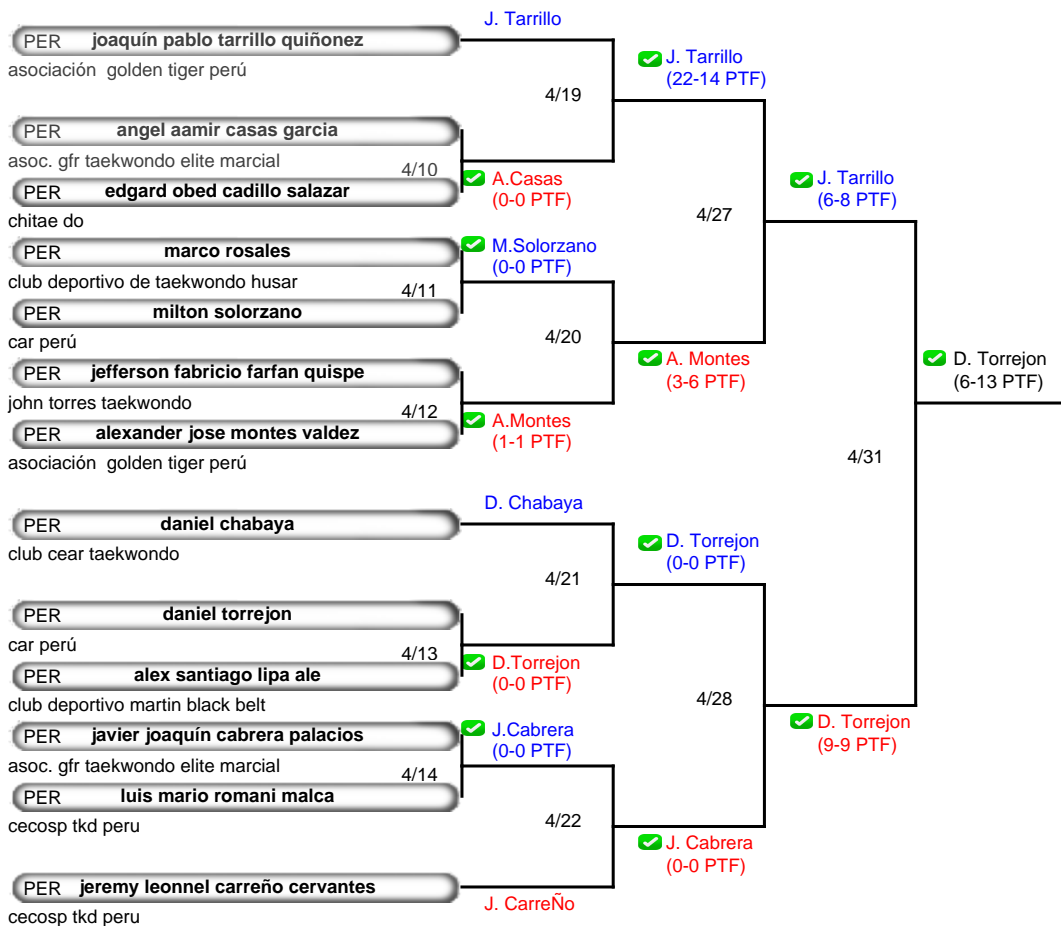 J. Tarrillo
PER joaquín pablo tarrillo quiñonez
asociación golden tiger perú
J. Tarrillo
(22-14 PTF)
4/19
PER angel aamir casas garcia
asoc. gfr taekwondo elite marcial
4/10
A.Casas
(0-0 PTF)
PER edgard obed cadillo salazar
chitae do
J. Tarrillo
(6-8 PTF)
4/27
PER marco rosales
club deportivo de taekwondo husar
M.Solorzano
(0-0 PTF)
4/11
PER milton solorzano
car perú
4/20
PER jefferson fabricio farfan quispe
john torres taekwondo
A. Montes
(3-6 PTF)
4/12
A.Montes
(1-1 PTF)
PER alexander jose montes valdez
asociación golden tiger perú
D. Torrejon
(6-13 PTF)
4/31
D. Chabaya
PER daniel chabaya
club cear taekwondo
D. Torrejon
(0-0 PTF)
4/21
PER daniel torrejon
car perú
4/13
D.Torrejon
(0-0 PTF)
PER alex santiago lipa ale
club deportivo martin black belt
4/28
D. Torrejon
(9-9 PTF)
PER javier joaquín cabrera palacios
asoc. gfr taekwondo elite marcial
J.Cabrera
(0-0 PTF)
4/14
PER luis mario romani malca
cecosp tkd peru
4/22
J. Cabrera
(0-0 PTF)
PER jeremy leonnel carreño cervantes
cecosp tkd peru
J. CarreÑo